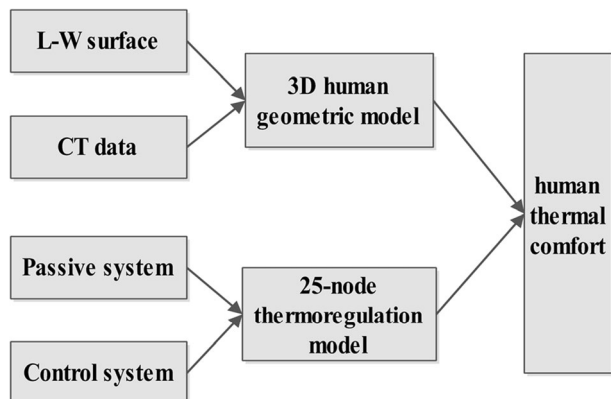 L-W surface
CT data
3D human
geometric model
Passive system
Control system
25-node
thermoregulation
model
human
thermal
comfort